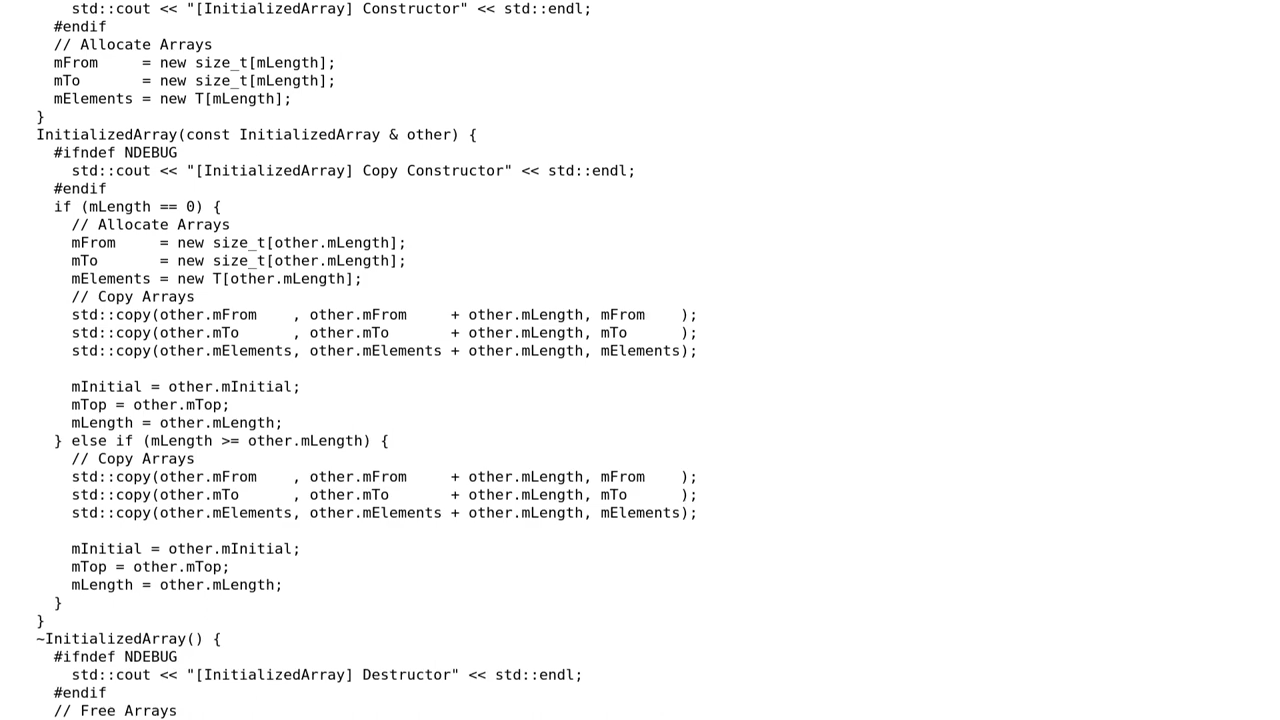 std::cout << "[InitializedArray] Constructor" << std::endl;
  #endif
  // Allocate Arrays
  mFrom     = new size_t[mLength];
  mTo       = new size_t[mLength];
  mElements = new T[mLength];
}
InitializedArray(const InitializedArray & other) {
  #ifndef NDEBUG
    std::cout << "[InitializedArray] Copy Constructor" << std::endl;
  #endif
  if (mLength == 0) {
    // Allocate Arrays
    mFrom     = new size_t[other.mLength];
    mTo       = new size_t[other.mLength];
    mElements = new T[other.mLength];
    // Copy Arrays
    std::copy(other.mFrom    , other.mFrom     + other.mLength, mFrom    );
    std::copy(other.mTo      , other.mTo       + other.mLength, mTo      );
    std::copy(other.mElements, other.mElements + other.mLength, mElements);

    mInitial = other.mInitial;
    mTop = other.mTop;
    mLength = other.mLength;
  } else if (mLength >= other.mLength) {
    // Copy Arrays
    std::copy(other.mFrom    , other.mFrom     + other.mLength, mFrom    );
    std::copy(other.mTo      , other.mTo       + other.mLength, mTo      );
    std::copy(other.mElements, other.mElements + other.mLength, mElements);

    mInitial = other.mInitial;
    mTop = other.mTop;
    mLength = other.mLength;
  }
}
~InitializedArray() {
  #ifndef NDEBUG
    std::cout << "[InitializedArray] Destructor" << std::endl;
  #endif
  // Free Arrays